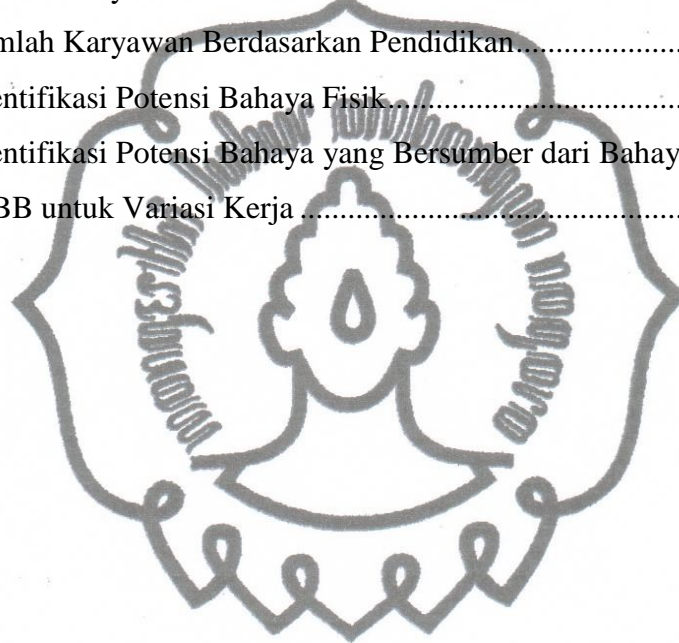 mlah Karyawan Berdasarkan Pendidikan........................
entifikasi Potensi Bahaya Fisik........................................
entifikasi Potensi Bahaya yang Bersumber dari Bahay
BB untuk Variasi Kerja ...................................................